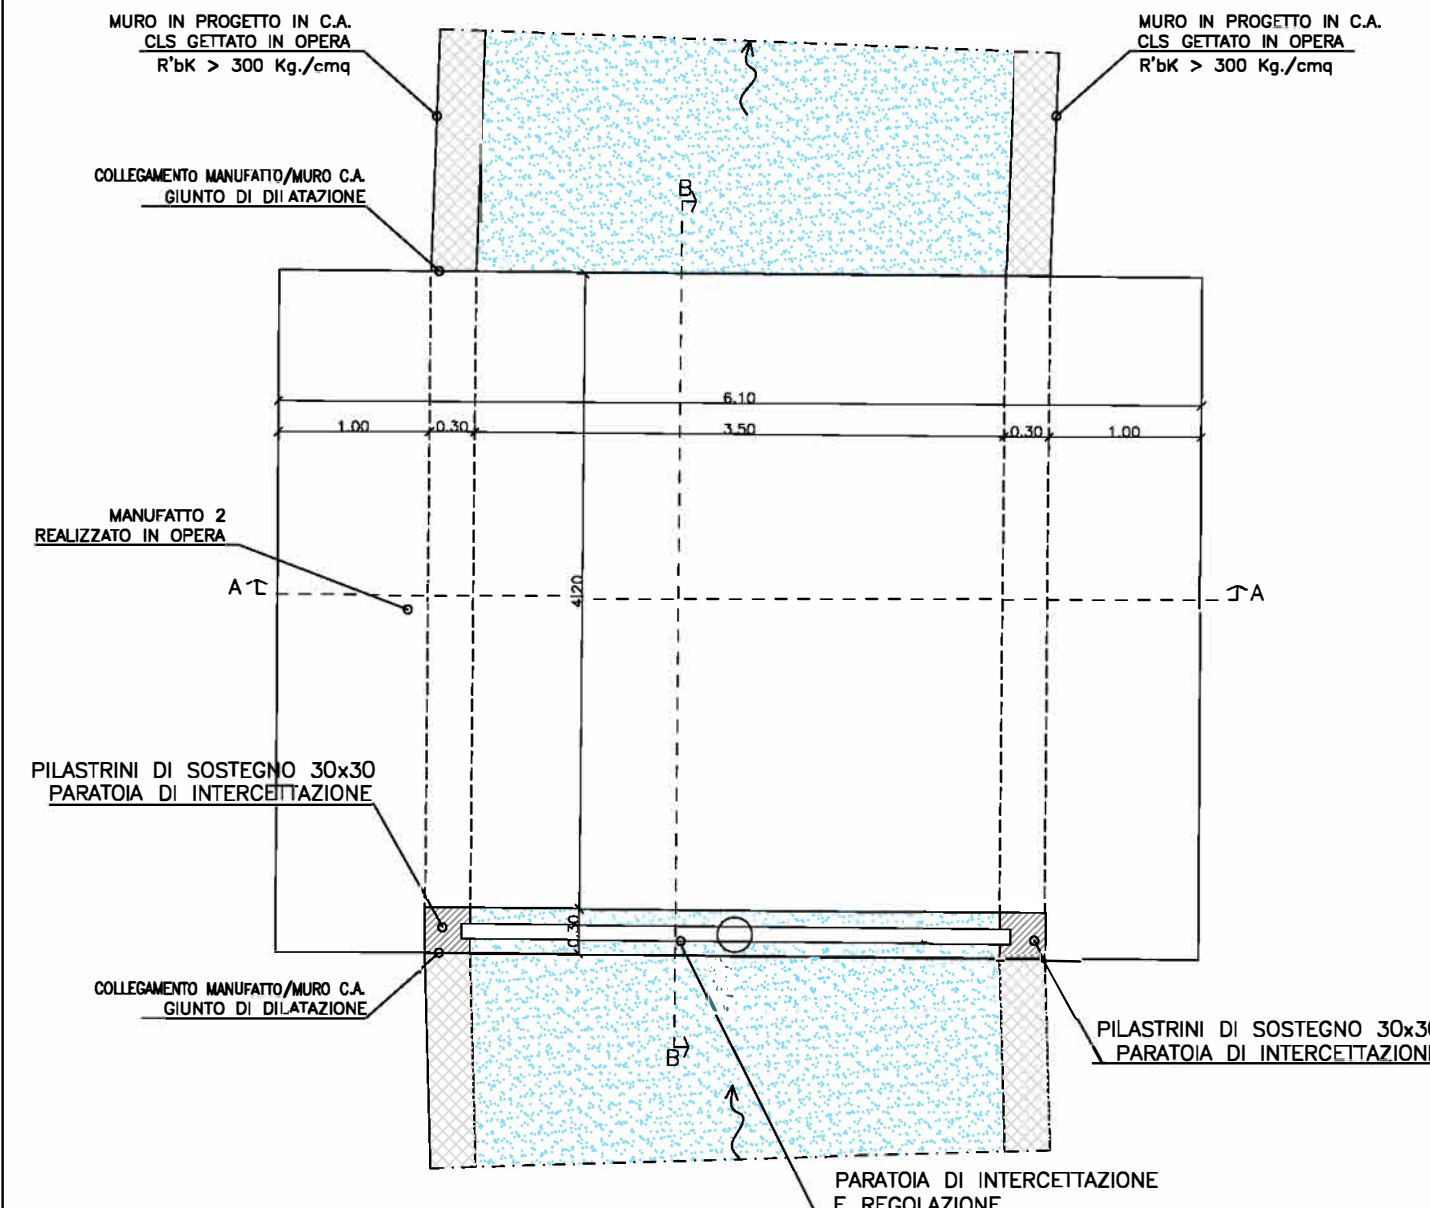 MURO IN PROGETTO IN C.A.
CLS GETTATO IN OPERA
R'bK > 300 Kg./cmq
MURO IN PROGETTO IN C.A.
CLS GETTATO IN OPERA
R'bK > 300 Kg./cmq
COLLEGAMENTO MANUFATTO/MURO C.A.
GIUNTO DI DILATAZIONE
B
6.10
1.00
0.30
3.50
0.30
1.00
MANUFATTO 2
REALIZZATO IN OPERA
A
4.20
A
PILASTRINI DI SOSTEGNO 30x30
PARATOIA DI INTERCETTAZIONE
0.30
COLLEGAMENTO MANUFATTO/MURO C.A.
GIUNTO DI DILATAZIONE
PILASTRINI DI SOSTEGNO 30x30
PARATOIA DI INTERCETTAZIONE
B
PARATOIA DI INTERCETTAZIONE
E REGOLAZIONE